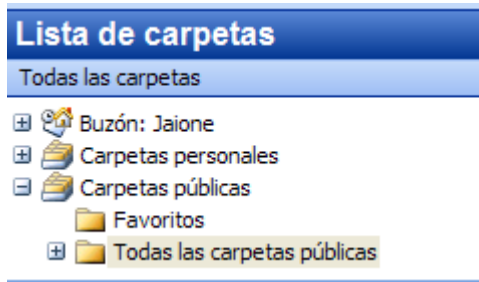 Lista de carpetas
Todas las carpetas
Buzón: Jaione
Carpetas personales
Carpetas públicas
Favoritos
Todas las carpetas públicas